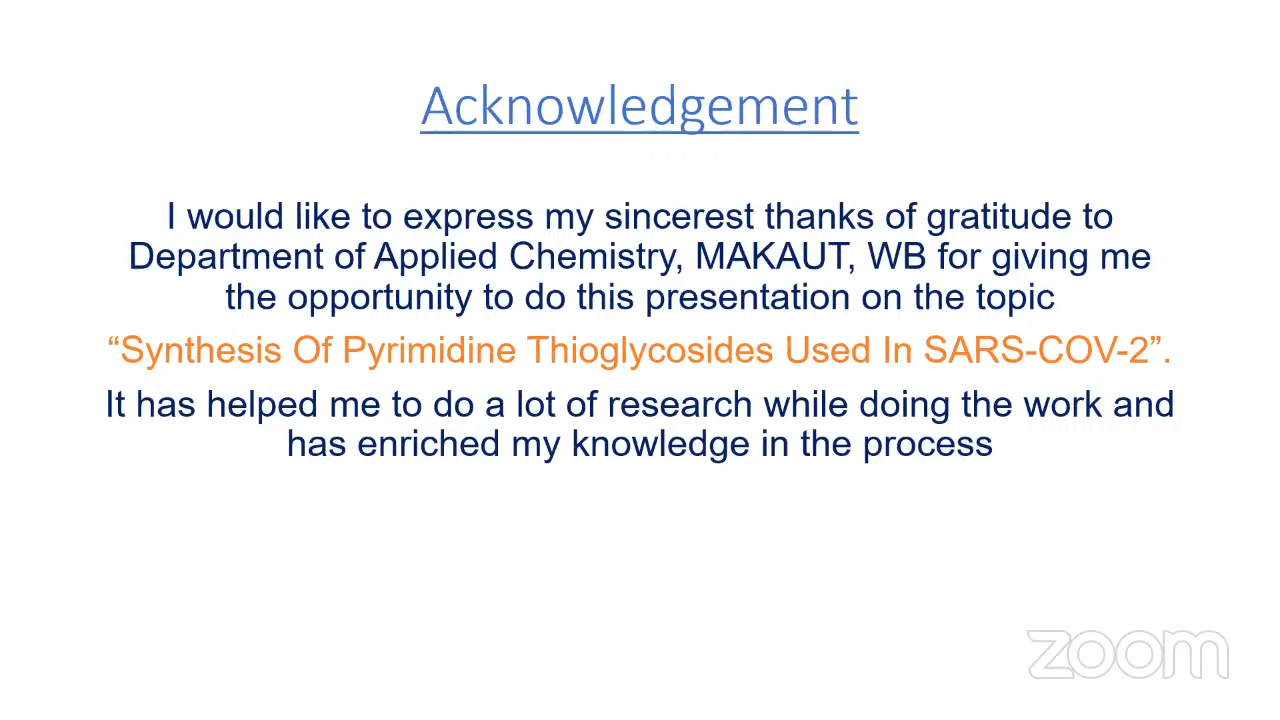 Acknowledgement
I would like to express my sincerest thanks of gratitude to
Department of Applied Chemistry, MAKAUT, WB for giving me
the opportunity to do this presentation on the topic
“Synthesis Of Pyrimidine Thioglycosides Used In SARS-COV-2”.
It has helped me to do a lot of research while doing the work and
has enriched my knowledge in the process
zoom